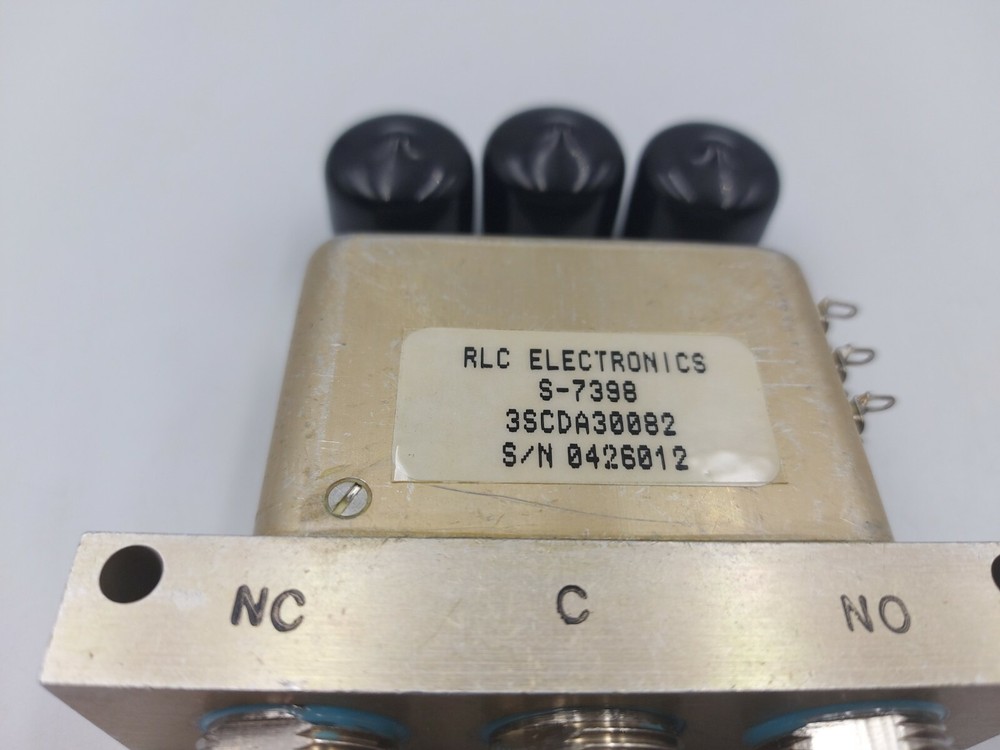 RLC ELECTRONICS
S-7398
3SCDA30082
S/N 0426012
NC C NO